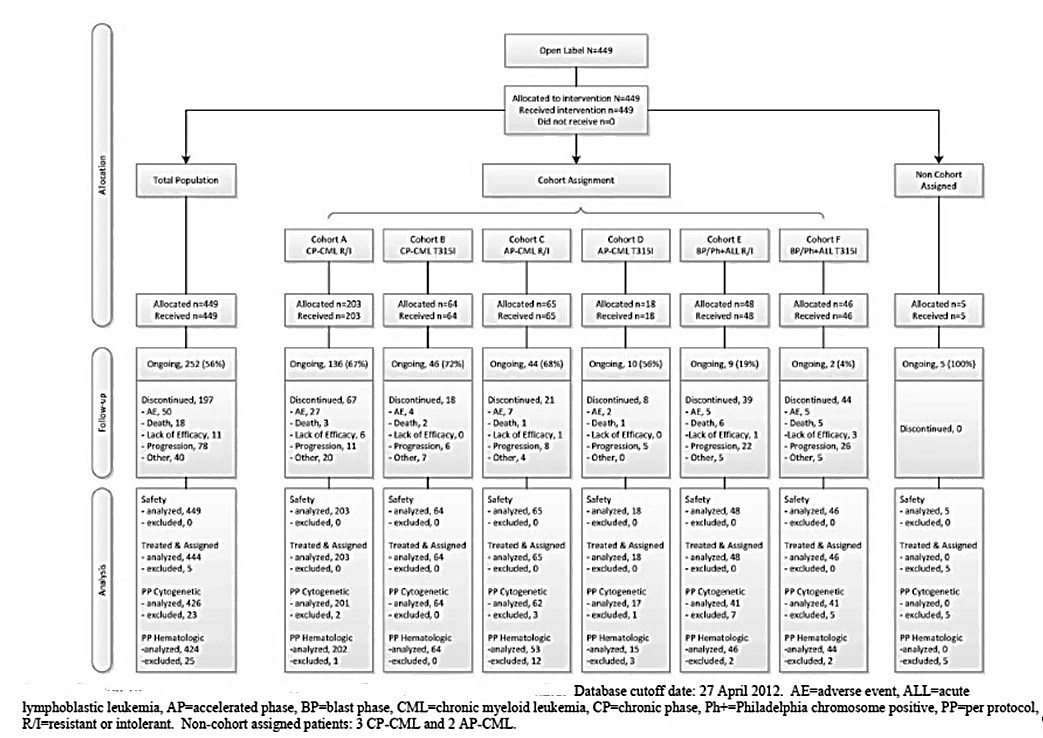 Open Label N=449
Allocated to intervention N=449
Received intervention n=449
Did not receive n=0
Allocation
Total Population
Cohort Assignment
Non Cohort
Assigned
Cohort A
CP-CML R/I
Cohort B
CP-CML T315I
Cohort C
AP-CML R/I
Cohort D
AP-CML T315I
Cohort E
BP/Ph+ALL R/I
Cohort F
BP/Ph+ALL T315I
Allocated n=449
Received n=449
Allocated n=203
Received n=203
Allocated n=64
Received n=64
Allocated n=65
Received n=65
Allocated n=18
Received n=18
Allocated n=48
Received n=48
Allocated n=46
Received n=46
Allocated n=5
Received n=5
Follow-up
Ongoing, 252 (56%)
Discontinued, 197
- AE, 50
- Death, 18
- Lack of Efficacy, 11
- Progression, 78
- Other, 40
Ongoing, 136 (67%)
Discontinued, 67
- AE, 27
- Death, 3
- Lack of Efficacy, 6
- Progression, 11
- Other, 20
Ongoing, 46 (72%)
Discontinued, 18
- AE, 4
- Death, 2
- Lack of Efficacy, 0
- Progression, 6
- Other, 7
Ongoing, 44 (68%)
Discontinued, 21
- AE, 7
- Death, 1
- Lack of Efficacy, 1
- Progression, 8
- Other, 4
Ongoing, 10 (56%)
Discontinued, 8
- AE, 2
- Death, 1
- Lack of Efficacy, 0
- Progression, 5
- Other, 0
Ongoing, 9 (19%)
Discontinued, 39
- AE, 5
- Death, 6
-Lack of Efficacy, 1
- Progression, 22
- Other, 5
Ongoing, 2 (4%)
Discontinued, 44
- AE, 5
- Death, 5
-Lack of Efficacy, 3
- Progression, 26
- Other, 5
Ongoing, 5 (100%)
Discontinued, 0
Analysis
Safety
- analyzed, 449
- excluded, 0
Treated & Assigned
- analyzed, 444
- excluded, 5
PP Cytogenetic
- analyzed, 426
- excluded, 23
PP Hematologic
-analyzed, 424
-excluded, 25
Safety
- analyzed, 203
- excluded, 0
Treated & Assigned
- analyzed, 203
- excluded, 0
PP Cytogenetic
- analyzed, 201
- excluded, 2
PP Hematologic
-analyzed, 202
-excluded, 1
Safety
- analyzed, 64
- excluded, 0
Treated & Assigned
- analyzed, 64
- excluded, 0
PP Cytogenetic
- analyzed, 64
- excluded, 0
PP Hematologic
-analyzed, 64
-excluded, 0
Safety
- analyzed, 65
- excluded, 0
Treated & Assigned
- analyzed, 65
- excluded, 0
PP Cytogenetic
- analyzed, 62
- excluded, 3
PP Hematologic
-analyzed, 53
-excluded, 12
Safety
- analyzed, 18
- excluded, 0
Treated & Assigned
- analyzed, 18
- excluded, 0
PP Cytogenetic
- analyzed, 17
- excluded, 1
PP Hematologic
-analyzed, 15
-excluded, 3
Safety
- analyzed, 48
- excluded, 0
Treated & Assigned
- analyzed, 48
- excluded, 0
PP Cytogenetic
- analyzed, 41
- excluded, 7
PP Hematologic
-analyzed, 46
-excluded, 2
Safety
- analyzed, 46
- excluded, 0
Treated & Assigned
- analyzed, 46
- excluded, 0
PP Cytogenetic
- analyzed, 41
- excluded, 5
PP Hematologic
-analyzed, 44
-excluded, 2
Safety
- analyzed, 5
- excluded, 0
Treated & Assigned
- analyzed, 0
- excluded, 5
PP Cytogenetic
- analyzed, 0
- excluded, 5
PP Hematologic
-analyzed, 0
-excluded, 5
Database cutoff date: 27 April 2012. AE=adverse event, ALL=acute
lymphoblastic leukemia, AP=accelerated phase, BP=blast phase, CML=chronic myeloid leukemia, CP=chronic phase, Ph+=Philadelphia chromosome positive, PP=per protocol,
R/I=resistant or intolerant. Non-cohort assigned patients: 3 CP-CML and 2 AP-CML.